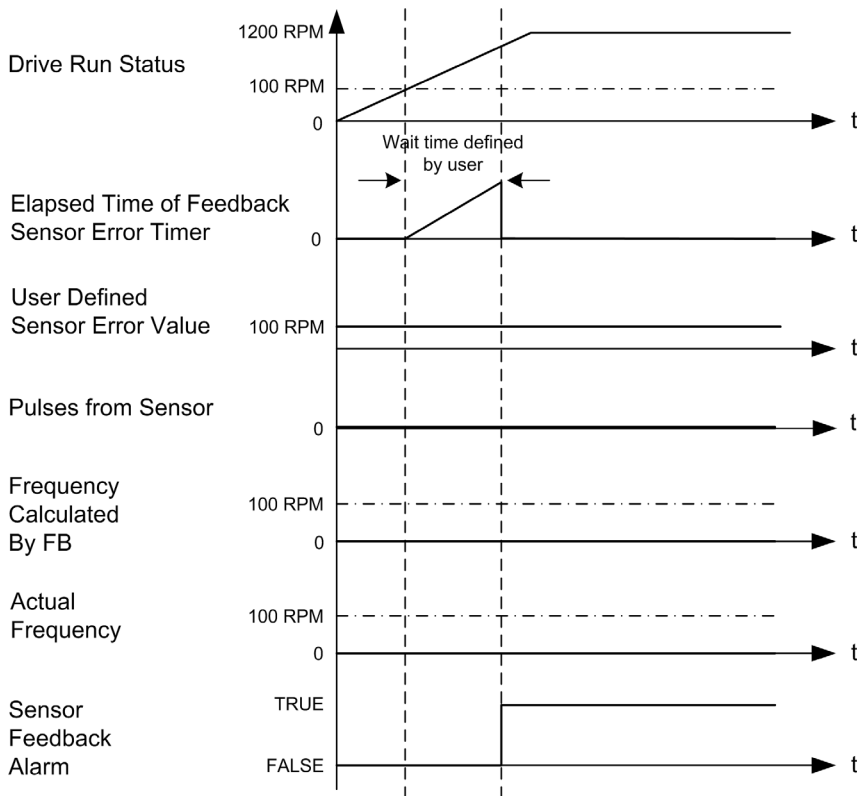 1200 RPM
Drive Run Status
100 RPM
0
t
Wait time defined
by user
Elapsed Time of Feedback
Sensor Error Timer
0
t
User Defined
Sensor Error Value
100 RPM
t
Pulses from Sensor
0
t
Frequency
Calculated
By FB
100 RPM
0
t
Actual
Frequency
100 RPM
0
t
Sensor
Feedback
Alarm
TRUE
FALSE
t